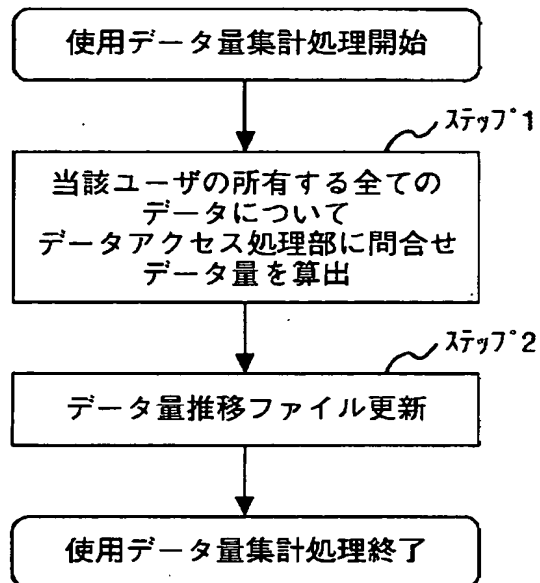 使用データ量集計処理開始
ｽﾃｯﾌﾟ1
当該ユーザの所有する全ての
データについて
データアクセス処理部に問合せ
データ量を算出
ｽﾃｯﾌﾟ2
データ量推移ファイル更新
使用データ量集計処理終了